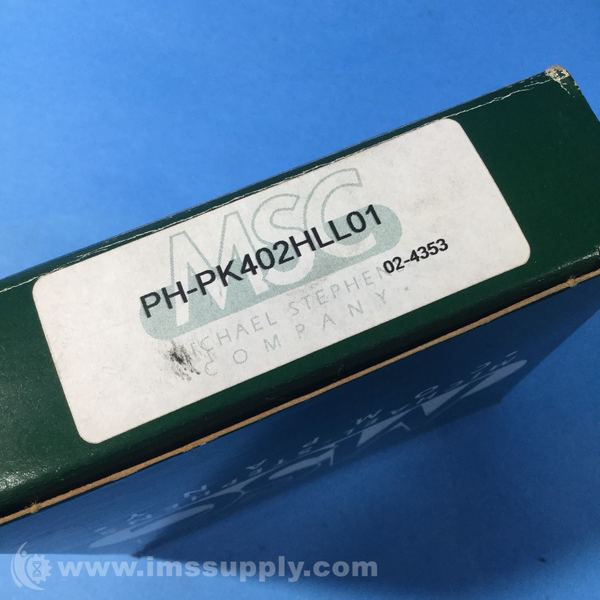 MSC
PH-PK402HLL01
02-4353
MICHAEL STEPHEN
COMPANY.
www.imssupply.com